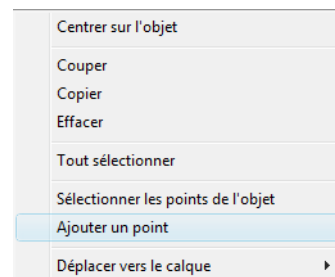 Centrer sur l'objet
Couper
Copier
Effacer
Tout sélectionner
Sélectionner les points de l'objet
Ajouter un point
Déplacer vers le calque